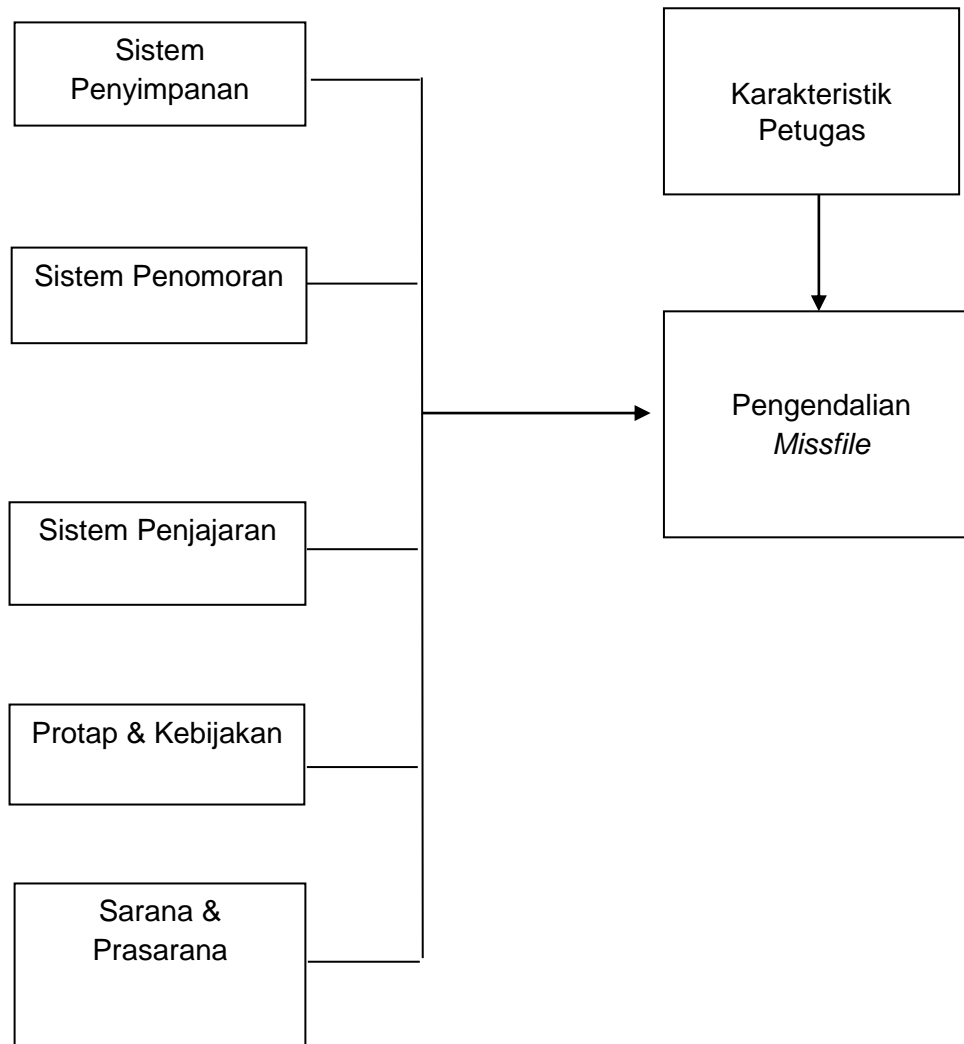 Sistem
Penyimpanan
Karakteristik
Petugas
Sistem Penomoran
Pengendalian
Missfile
Sistem Penjajaran
Protap & Kebijakan
Sarana &
Prasarana